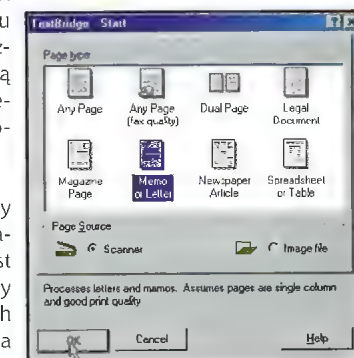 u
z-
ą
e-
o-
y
a-
st
y
h
a
TextBridge Start
Page type
Any Page
Any Page (fax quality)
Dual Page
Legal Document
Magazine Page
Memo or Letter
Newspaper Article
Spreadsheet or Table
Page Source
Scanner
Image file
Processes letters and memos. Assumes pages are single column
and good print quality
OK
Cancel
Help